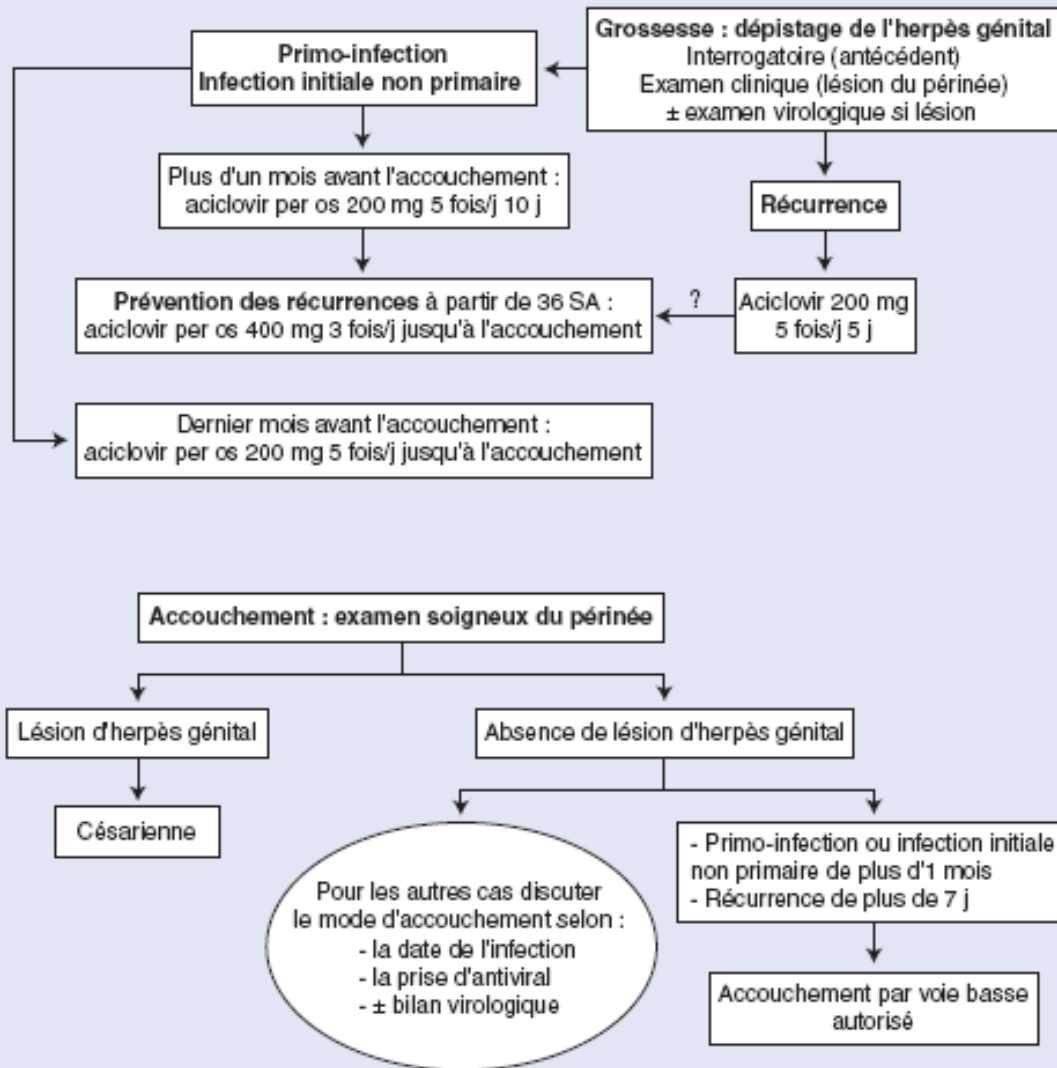 Grossesse : dépistage de l'herpès génital
Interrogatoire (antécédent)
Examen clinique (lésion du périnée)
± examen virologique si lésion
Primo-infection
Infection initiale non primaire
Plus d'un mois avant l'accouchement :
aciclovir per os 200 mg 5 fois/j 10 j
Récurrence
Prévention des récurrences à partir de 36 SA :
aciclovir per os 400 mg 3 fois/j jusqu'à l'accouchement
?
Aciclovir 200 mg
5 fois/j 5 j
Dernier mois avant l'accouchement :
aciclovir per os 200 mg 5 fois/j jusqu'à l'accouchement
Accouchement : examen soigneux du périnée
Lésion d'herpès génital
Absence de lésion d'herpès génital
Césarienne
Pour les autres cas discuter
le mode d'accouchement selon :
- la date de l'infection
- la prise d'antiviral
- ± bilan virologique
- Primo-infection ou infection initiale
non primaire de plus d'1 mois
- Récurrence de plus de 7 j
Accouchement par voie basse
autorisé